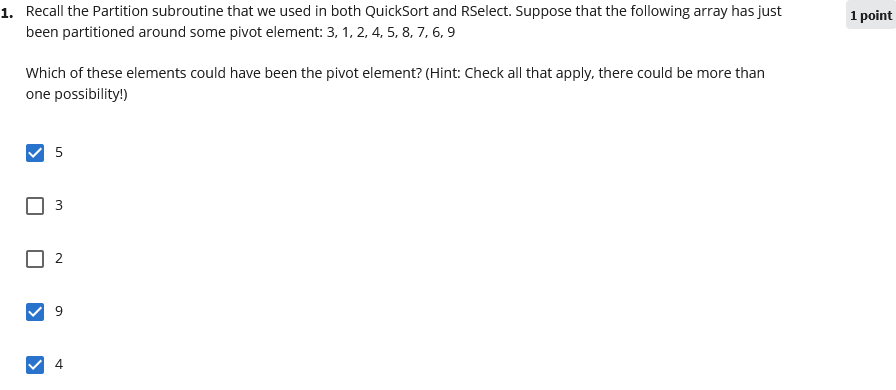 1. Recall the Partition subroutine that we used in both QuickSort and RSelect. Suppose that the following array has just
been partitioned around some pivot element: 3, 1, 2, 4, 5, 8, 7, 6, 9
1 point
Which of these elements could have been the pivot element? (Hint: Check all that apply, there could be more than
one possibility!)
5
3
2
9
4